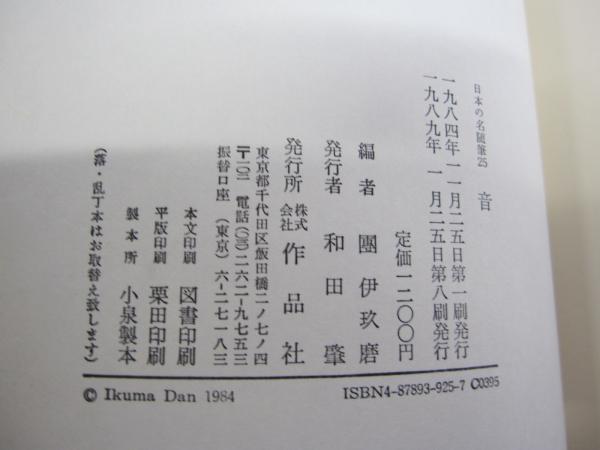 日本の名随筆25 音
一九八四年一一月二五日第一刷発行
一九八九年 一月二五日第八刷発行
定価一二〇〇円
編者 團伊玖磨
発行者 和田肇
発行所 株式会社 作品社
東京都千代田区飯田橋二ノ七ノ四
〒一〇二 電話(〇三)二六二-九七五三
振替口座 (東京) 六-二七一八三
本文印刷 図書印刷
平版印刷 栗田印刷
製本所 小泉製本
(落・乱丁本はお取替え致します)
© Ikuma Dan 1984
ISBN4-87893-925-7 C0395